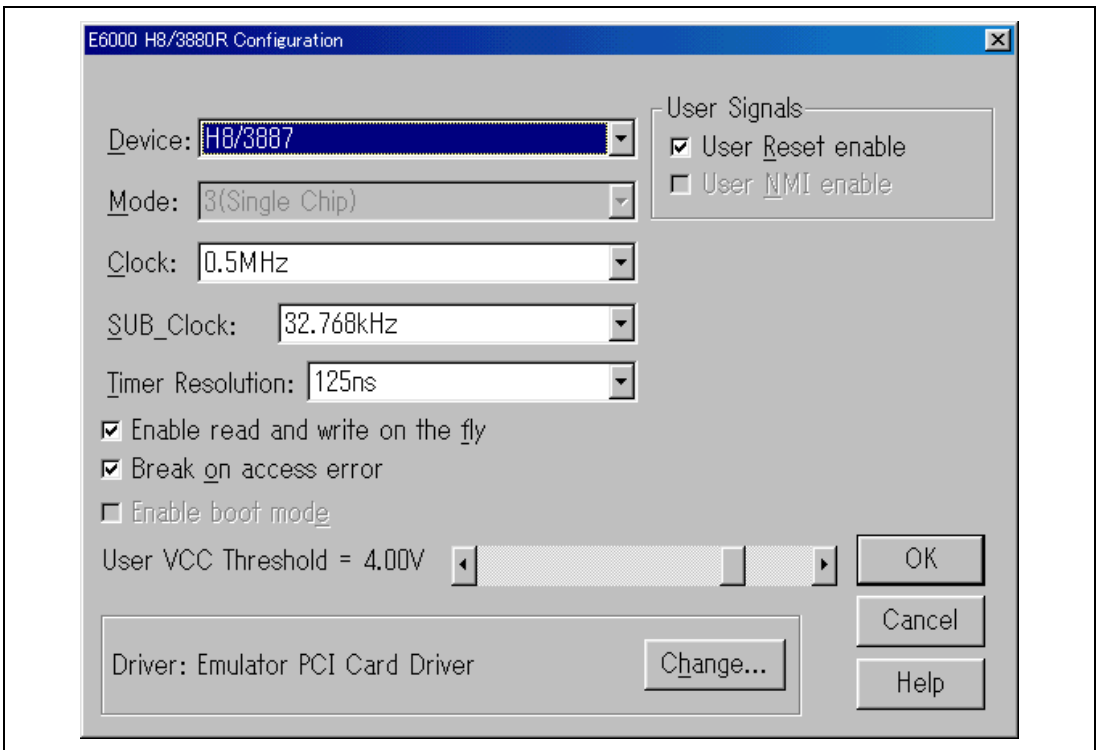 E6000 H8/3880R Configuration
User Signals
Device: H8/3887
User Reset enable
User NMI enable
Mode: 3(Single Chip)
Clock: 0.5MHz
SUB_Clock: 32.768kHz
Timer Resolution: 125ns
Enable read and write on the fly
Break on access error
Enable boot mode
User VCC Threshold = 4.00V
OK
Cancel
Driver: Emulator PCI Card Driver
Change...
Help